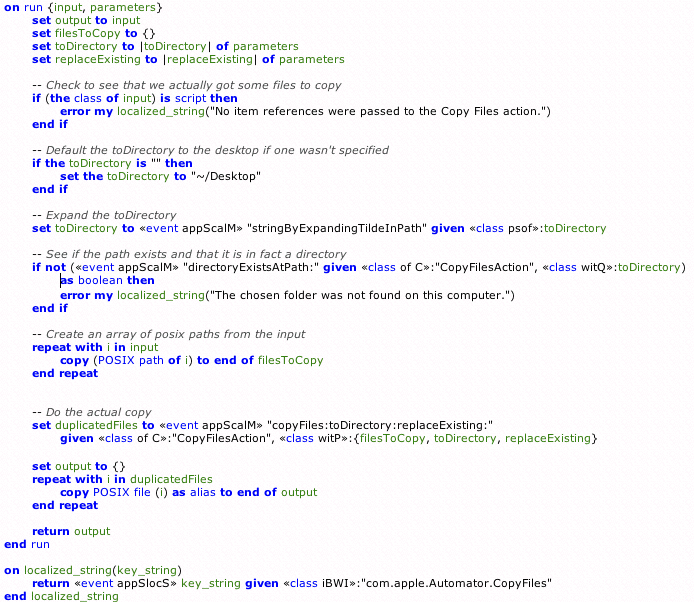 on run {input, parameters}
set output to input
set filesToCopy to {}
set toDirectory to |toDirectory| of parameters
set replaceExisting to |replaceExisting| of parameters
-- Check to see that we actually got some files to copy
if (the class of input) is script then
error my localized_string("No item references were passed to the Copy Files action.")
end if
-- Default the toDirectory to the desktop if one wasn't specified
if the toDirectory is "" then
set the toDirectory to "~/Desktop"
end if
-- Expand the toDirectory
set toDirectory to «event appScalM» "stringByExpandingTildeInPath" given «class psof»:toDirectory
-- See if the path exists and that it is in fact a directory
if not («event appScalM» "directoryExistsAtPath:" given «class of C»:"CopyFilesAction", «class witQ»:toDirectory)
as boolean then
error my localized_string("The chosen folder was not found on this computer.")
end if
-- Create an array of posix paths from the input
repeat with i in input
copy (POSIX path of i) to end of filesToCopy
end repeat
-- Do the actual copy
set duplicatedFiles to «event appScalM» "copyFiles:toDirectory:replaceExisting:"
given «class of C»:"CopyFilesAction", «class witP»:{filesToCopy, toDirectory, replaceExisting}
set output to {}
repeat with i in duplicatedFiles
copy POSIX file (i) as alias to end of output
end repeat
return output
end run
on localized_string(key_string)
return «event appSlocS» key_string given «class iBWI»:"com.apple.Automator.CopyFiles"
end localized_string